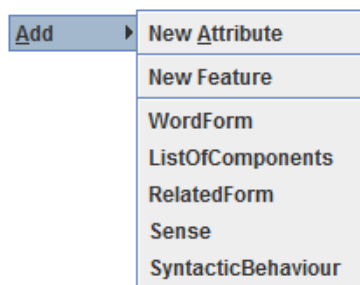 Add New Attribute
New Feature
WordForm
ListOfComponents
RelatedForm
Sense
SyntacticBehaviour